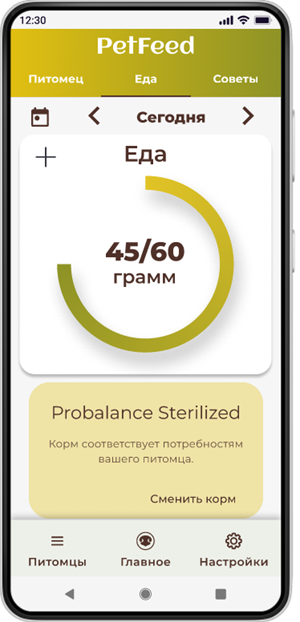 12:30
PetFeed
Питомец Еда Советы
Сегодня
Еда
45/60
грамм
Probalance Sterilized
Корм соответствует потребностям
вашего питомца.
Сменить корм
Питомцы Главное Настройки